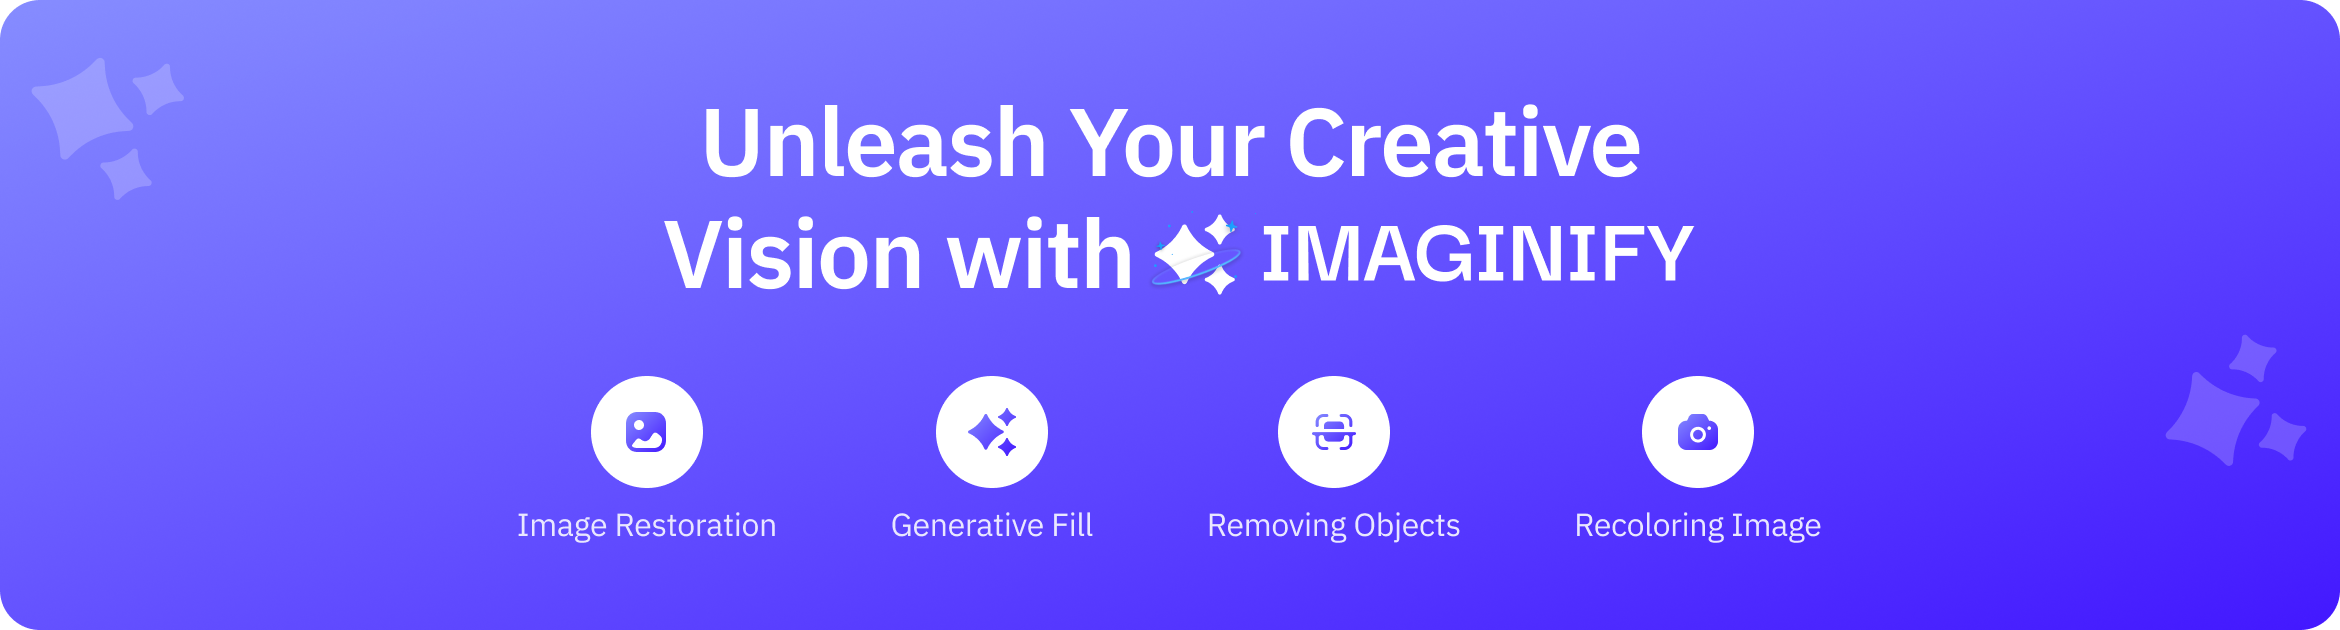 Unleash Your Creative
Vision with IMAGINIFY
Image Restoration
Generative Fill
Removing Objects
Recoloring Image